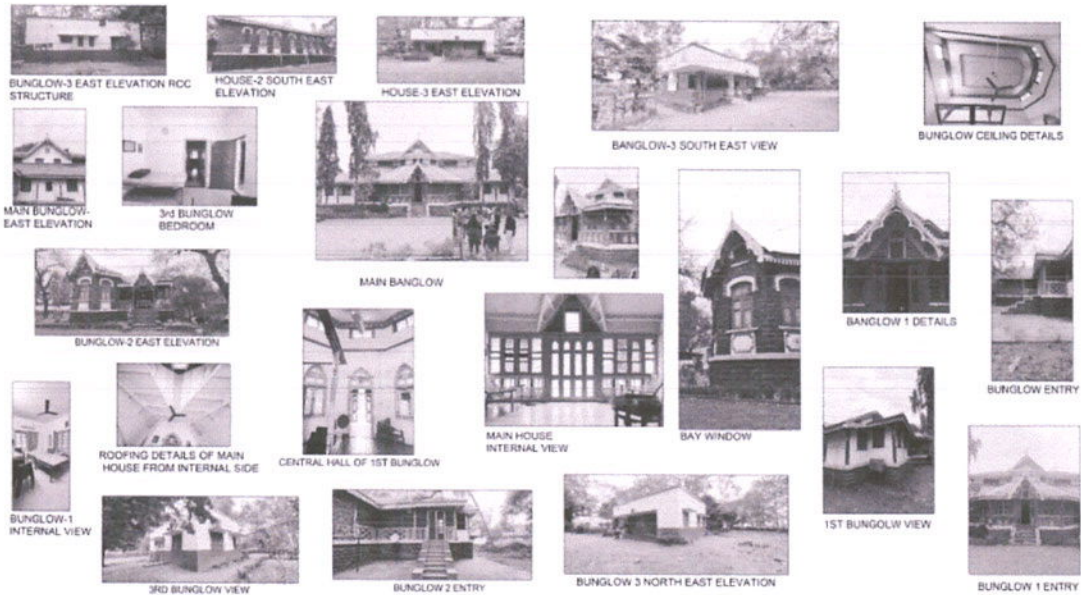 BUNGLOW-3 EAST ELEVATION RCC
STRUCTURE
HOUSE-2 SOUTH EAST
ELEVATION
HOUSE-3 EAST ELEVATION
BANGLOW-3 SOUTH EAST VIEW
BUNGLOW CEILING DETAILS
MAIN BUNGLOW-
EAST ELEVATION
3rd BUNGLOW
BEDROOM
MAIN BANGLOW
BANGLOW 1 DETAILS
BUNGLOW-2 EAST ELEVATION
BUNGLOW ENTRY
MAIN HOUSE
INTERNAL VIEW
BAY WINDOW
ROOFING DETAILS OF MAIN
HOUSE FROM INTERNAL SIDE
CENTRAL HALL OF 1ST BUNGLOW
BUNGLOW-1
INTERNAL VIEW
1ST BUNGOLW VIEW
3RD BUNGLOW VIEW
BUNGLOW 2 ENTRY
BUNGLOW 3 NORTH EAST ELEVATION
BUNGLOW 1 ENTRY